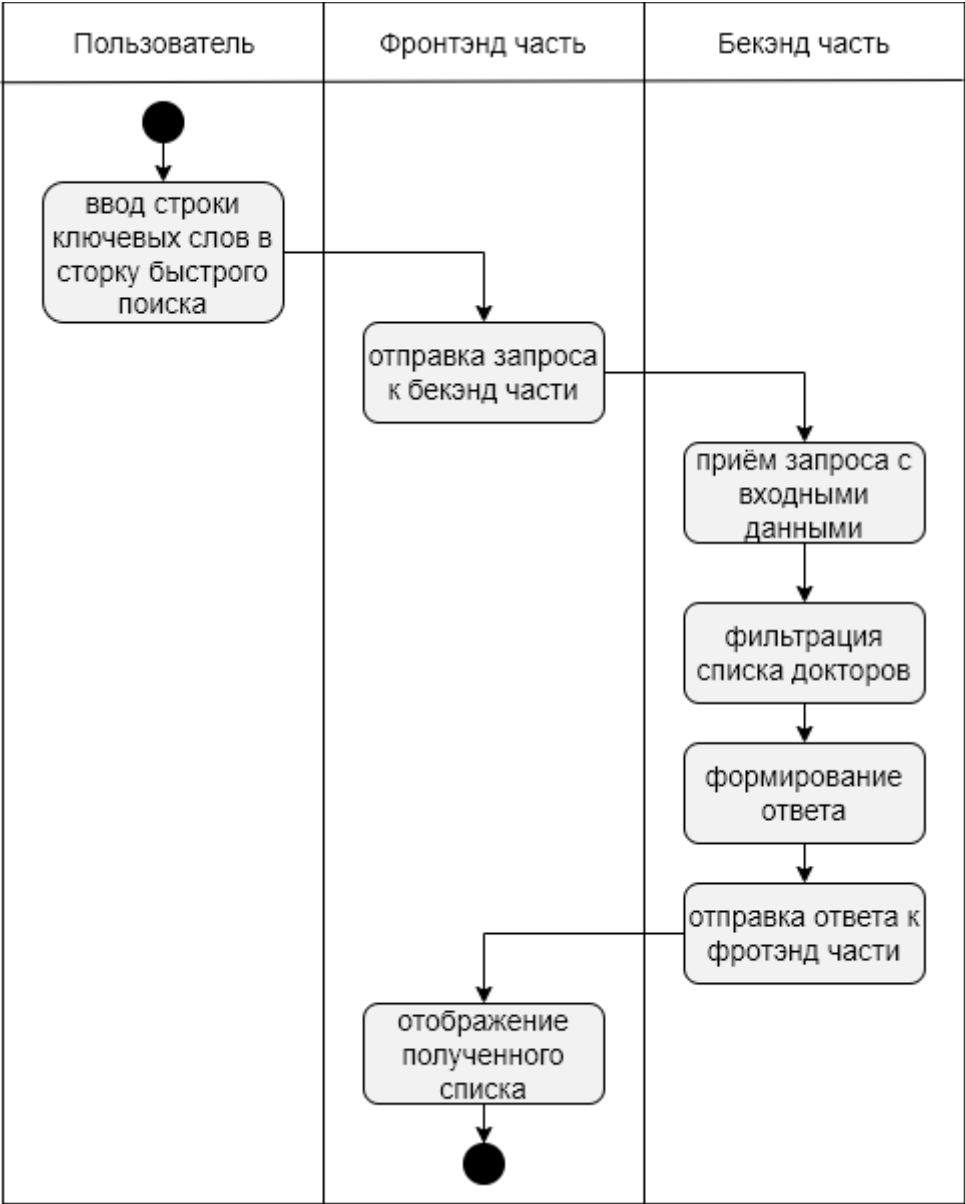 Пользователь
Фронтэнд часть
Бекэнд часть
ввод строки
ключевых слов в
сторку быстрого
поиска
отправка запроса
к бекэнд части
приём запроса с
входными
данными
фильтрация
списка докторов
формирование
ответа
отправка ответа к
фротэнд части
отображение
полученного
списка